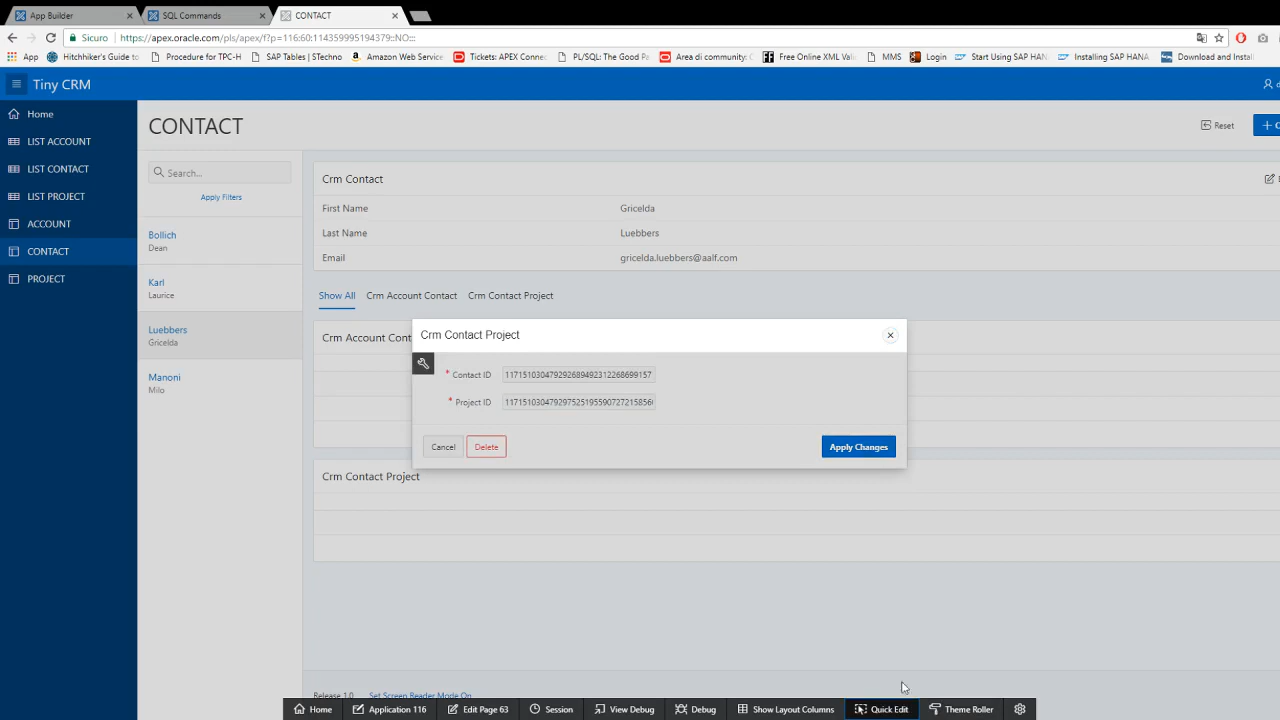 App Builder
SQL Commands
CONTACT
Sicuro
https://apex.oracle.com/pls/apex/f?p=116:60:114359995194379::NO:::
App
Hitchhiker's Guide to
Procedure for TPC-H
SAP Tables | STechno
Amazon Web Service
Tickets: APEX Connec
PL/SQL: The Good Pa
Area di community: C
Free Online XML Vali
MMS
Login
Start Using SAP HANA
Installing SAP HANA
Download and Install
Tiny CRM
Home
LIST ACCOUNT
LIST CONTACT
LIST PROJECT
ACCOUNT
CONTACT
PROJECT
CONTACT
Reset
Search...
Apply Filters
Bollich
Dean
Karl
Laurice
Luebbers
Gricelda
Manoni
Milo
Crm Contact
First Name Gricelda
Last Name Luebbers
Email gricelda.luebbers@aalf.com
Show All Crm Account Contact Crm Contact Project
Crm Account Cont
Crm Contact Project
* Contact ID 117151030479292689492312268699157
* Project ID
Cancel Delete Apply Changes
Crm Contact Project
Release 1.0 Set Screen Reader Mode On
Home Application 116 Edit Page 63 Session View Debug Debug Show Layout Columns Quick Edit Theme Roller